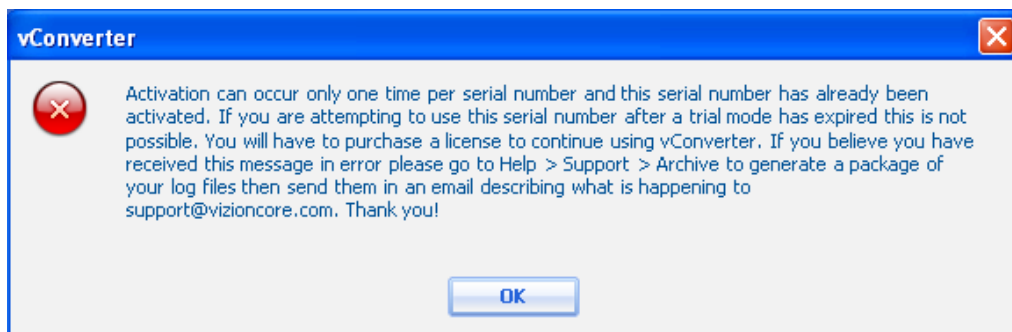 vConverter
Activation can occur only one time per serial number and this serial number has already been
activated. If you are attempting to use this serial number after a trial mode has expired this is not
possible. You will have to purchase a license to continue using vConverter. If you believe you have
received this message in error please go to Help > Support > Archive to generate a package of
your log files then send them in an email describing what is happening to
support@vizioncore.com. Thank you!
OK